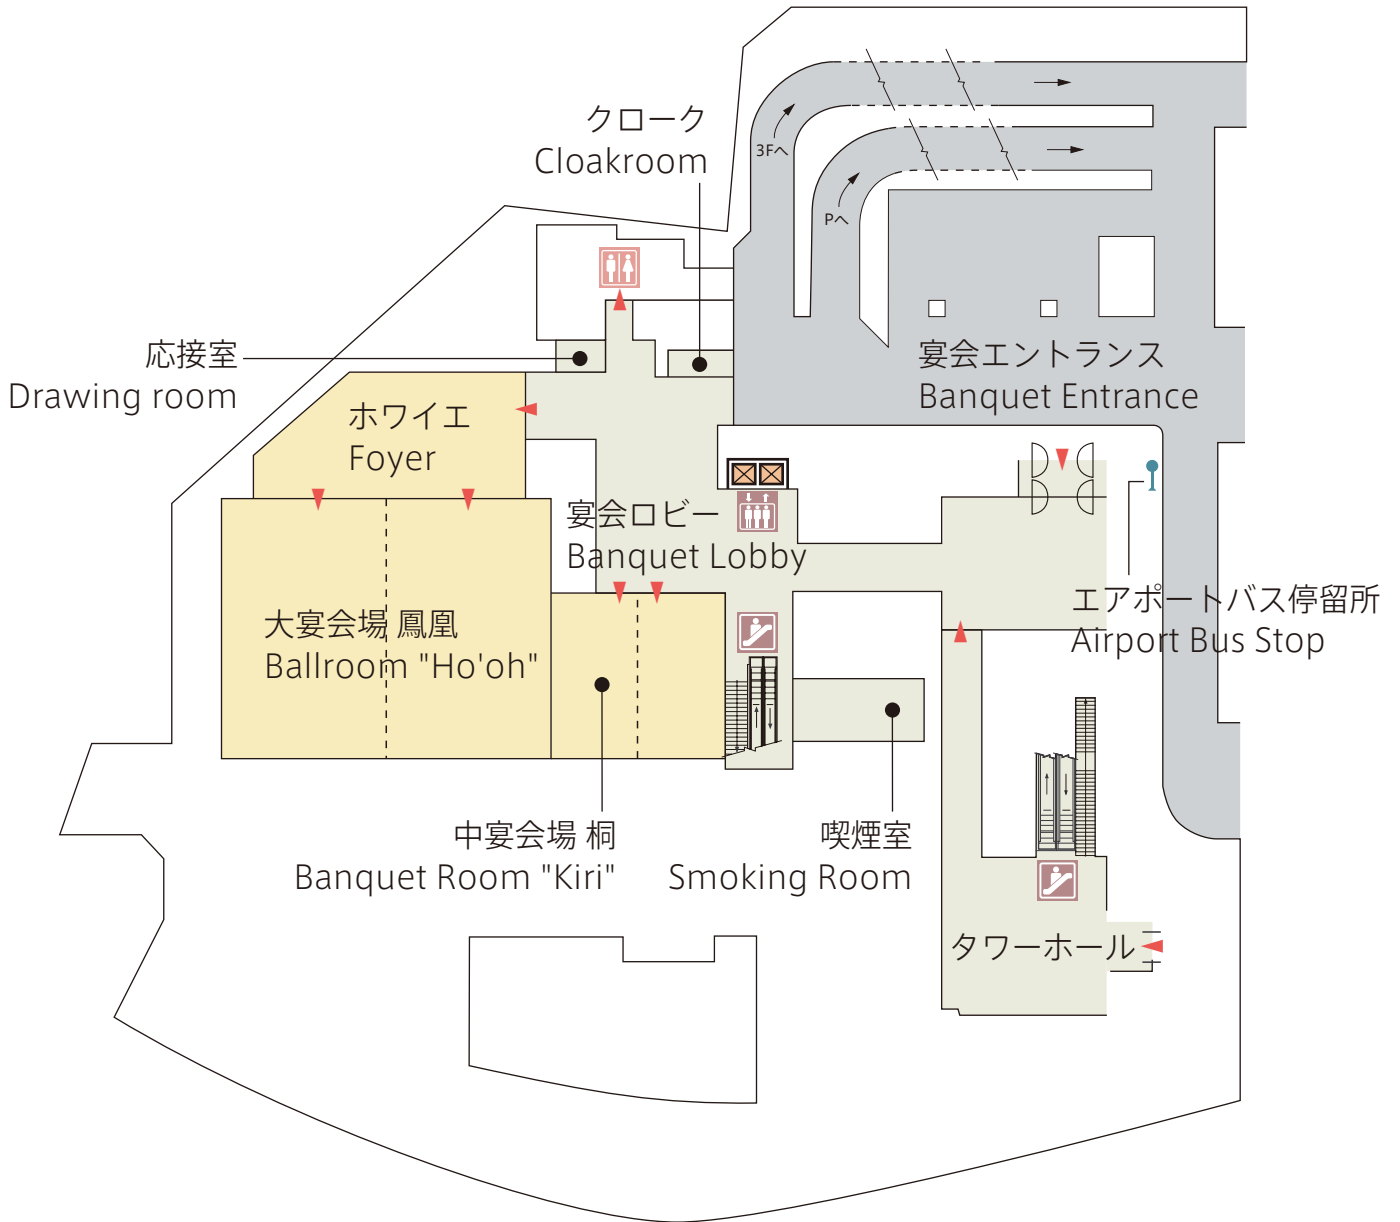 クローク
Cloakroom
3Fへ
Pへ
応接室
Drawing room
宴会エントランス
Banquet Entrance
ホワイエ
Foyer
宴会ロビー
Banquet Lobby
大宴会場 鳳凰
Ballroom "Ho'oh"
エアポートバス停留所
Airport Bus Stop
中宴会場 桐
Banquet Room "Kiri"
喫煙室
Smoking Room
タワーホール